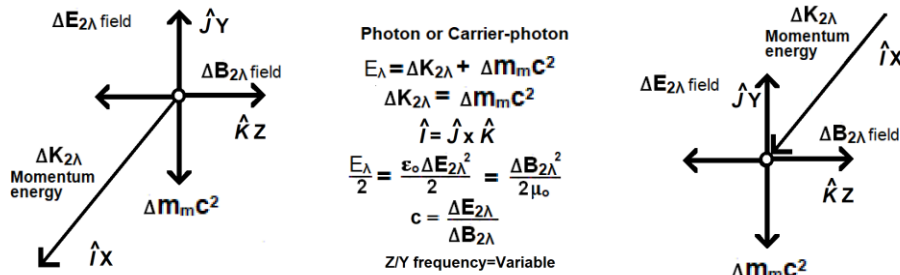 ΔE₂λ field
ĴY
ΔB₂λ field
K̂ Z
ΔK₂λ
Momentum
energy
Δmₘc²
Îx
Photon or Carrier-photon
Eλ = ΔK₂λ + Δmₘc²
ΔK₂λ = Δmₘc²
Î = Ĵ x K̂
Eλ/2 = εₒΔE₂λ²/2 = ΔB₂λ²/2μₒ
c = ΔE₂λ/ΔB₂λ
Z/Y frequency=Variable
ΔK₂λ
Momentum
energy
Îx
ΔE₂λ field
ĴY
ΔB₂λ field
K̂ Z
Δmₘc²